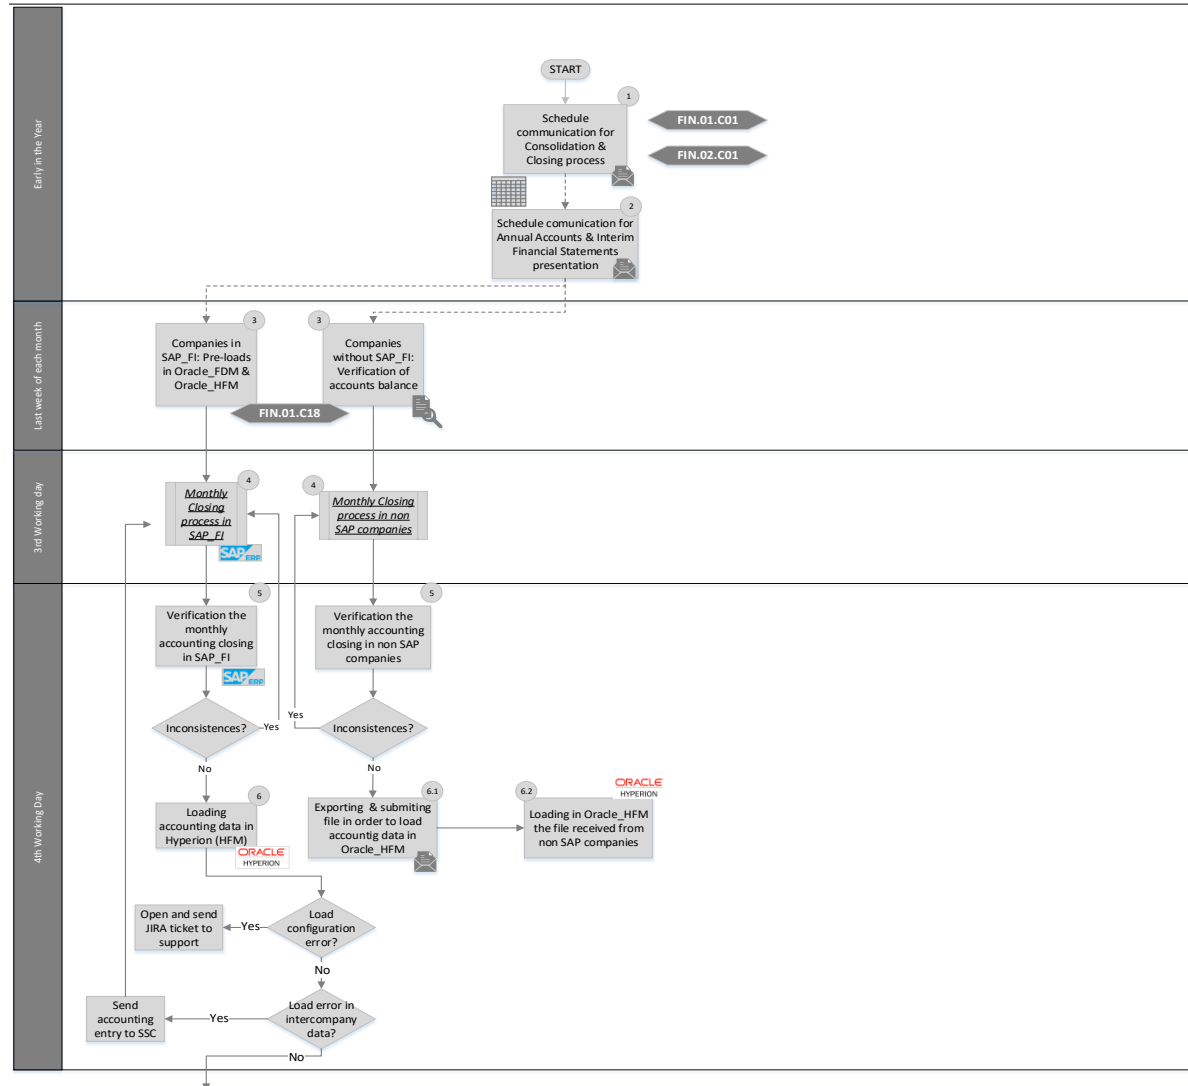 Early in the Year
START
1
Schedule
communication for
Consolidation &
Closing process
FIN.01.C01
FIN.02.C01
2
Schedule comunication for
Annual Accounts & Interim
Financial Statements
presentation
Last week of each month
3
Companies in
SAP_FI: Pre-loads
in Oracle_FDM &
Oracle_HFM
3
Companies
without SAP_FI:
Verification of
accounts balance
FIN.01.C18
3rd Working day
4
Monthly
Closing
process in
SAP_FI
SAP ERP
4
Monthly Closing
process in non
SAP companies
4th Working Day
5
Verification the
monthly
accounting closing
in SAP_FI
SAP ERP
5
Verification the
monthly accounting
closing in non SAP
companies
Inconsistences?
Yes
No
Inconsistences?
Yes
No
6
Loading
accounting data in
Hyperion (HFM)
ORACLE
HYPERION
6.1
Exporting & submiting
file in order to load
accountig data in
Oracle_HFM
6.2
ORACLE
HYPERION
Loading in Oracle_HFM
the file received from
non SAP companies
Load
configuration
error?
Yes
Open and send
JIRA ticket to
support
No
Load error in
intercompany
data?
Yes
Send
accounting
entry to SSC
No